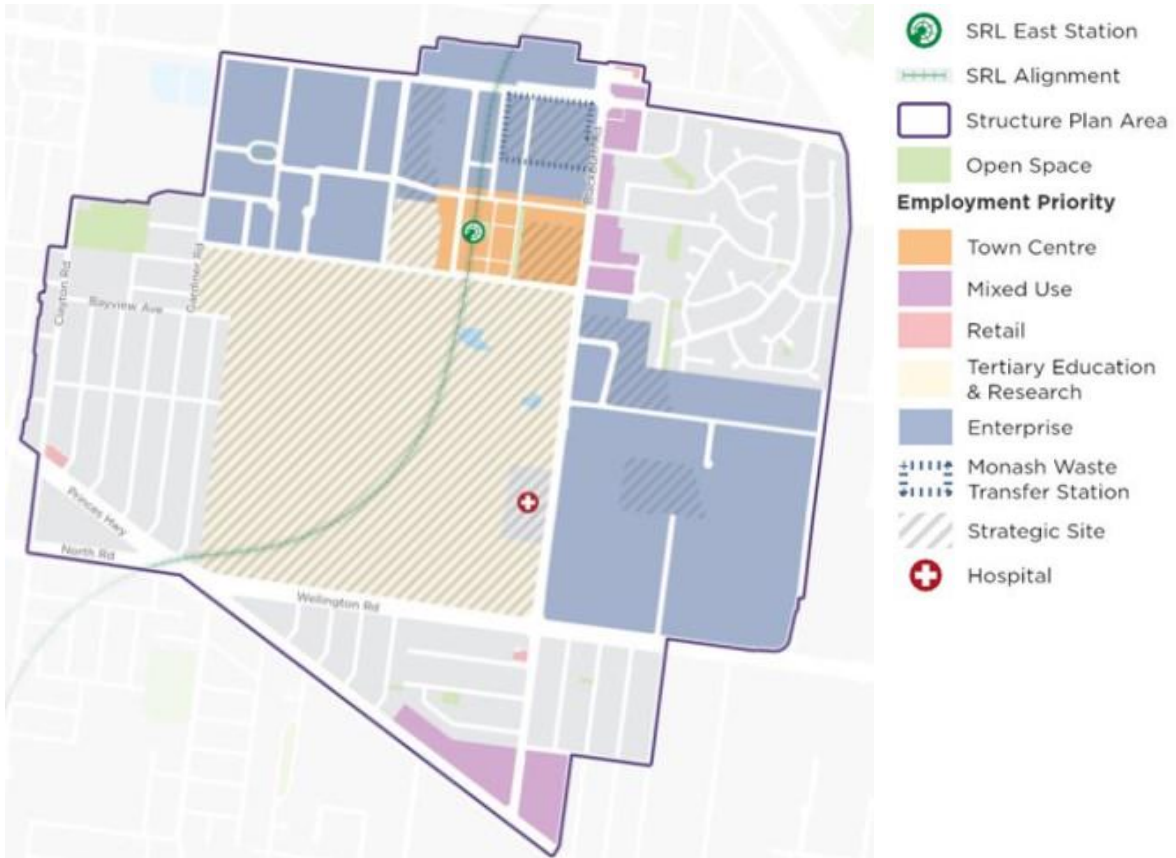 SRL East Station
SRL Alignment
Structure Plan Area
Open Space
Employment Priority
Town Centre
Mixed Use
Retail
Tertiary Education
& Research
Enterprise
Monash Waste
Transfer Station
Strategic Site
Hospital
Blackburn Rd
Gardiner Rd
Clayton Rd
Bayview Ave
Princes Hwy
North Rd
Wellington Rd